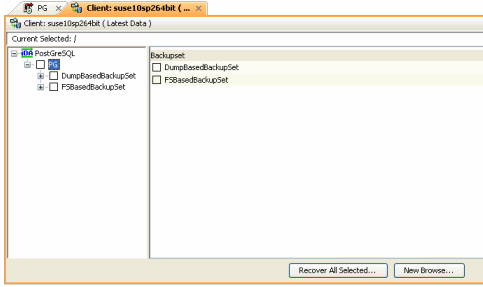 PG
Client: suse10sp264bit ( ...
Client: suse10sp264bit ( Latest Data )
Current Selected: /
iDA PostGreSQL
PG
DumpBasedBackupSet
FSBasedBackupSet
Backupset
DumpBasedBackupSet
FSBasedBackupSet
Recover All Selected...
New Browse...